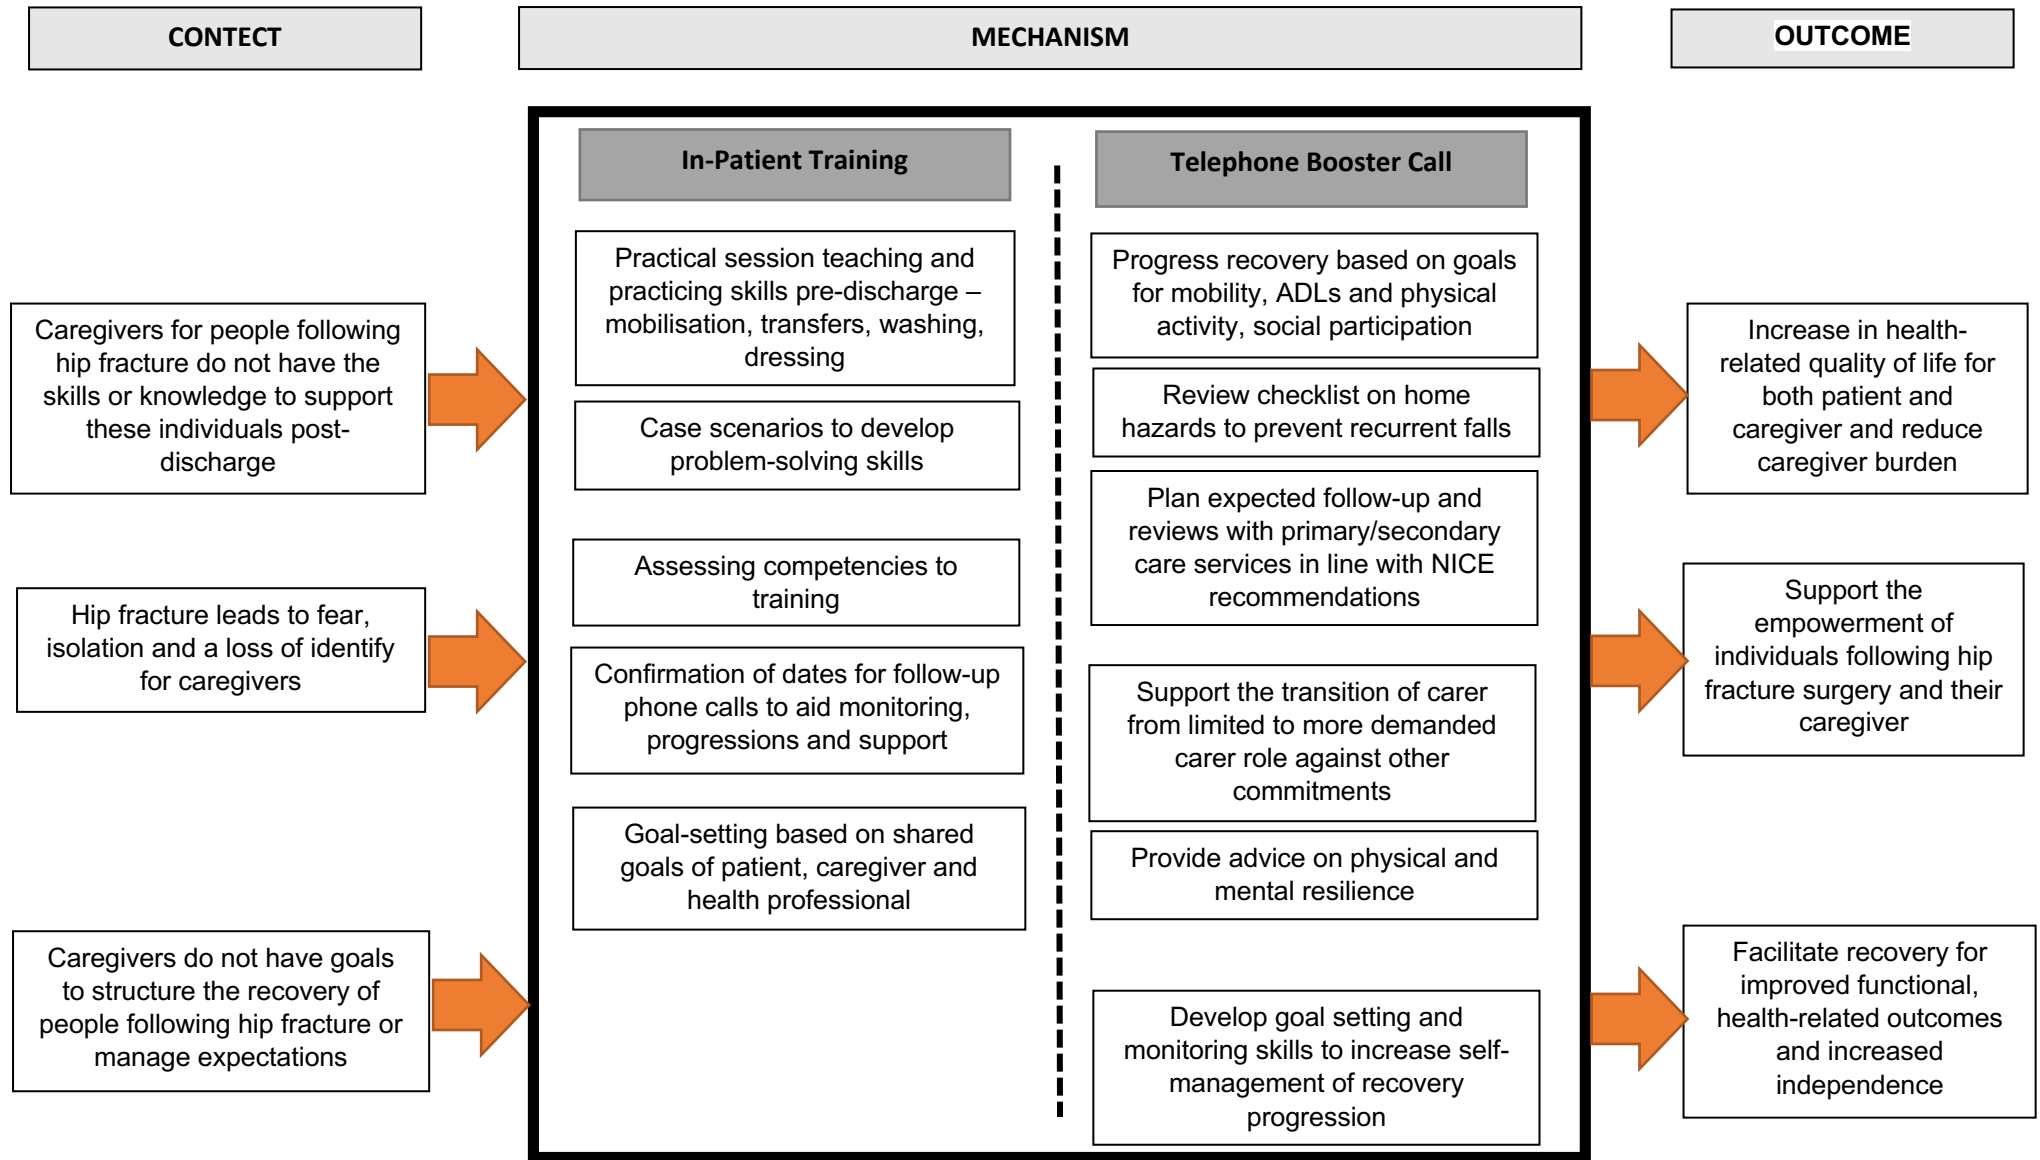 CONTECT
MECHANISM
OUTCOME
Caregivers for people following
hip fracture do not have the
skills or knowledge to support
these individuals post-
discharge
Hip fracture leads to fear,
isolation and a loss of identify
for caregivers
Caregivers do not have goals
to structure the recovery of
people following hip fracture or
manage expectations
In-Patient Training
Practical session teaching and
practicing skills pre-discharge –
mobilisation, transfers, washing,
dressing
Case scenarios to develop
problem-solving skills
Assessing competencies to
training
Confirmation of dates for follow-up
phone calls to aid monitoring,
progressions and support
Goal-setting based on shared
goals of patient, caregiver and
health professional
Telephone Booster Call
Progress recovery based on goals
for mobility, ADLs and physical
activity, social participation
Review checklist on home
hazards to prevent recurrent falls
Plan expected follow-up and
reviews with primary/secondary
care services in line with NICE
recommendations
Support the transition of carer
from limited to more demanded
carer role against other
commitments
Provide advice on physical and
mental resilience
Develop goal setting and
monitoring skills to increase self-
management of recovery
progression
Increase in health-
related quality of life for
both patient and
caregiver and reduce
caregiver burden
Support the
empowerment of
individuals following hip
fracture surgery and their
caregiver
Facilitate recovery for
improved functional,
health-related outcomes
and increased
independence